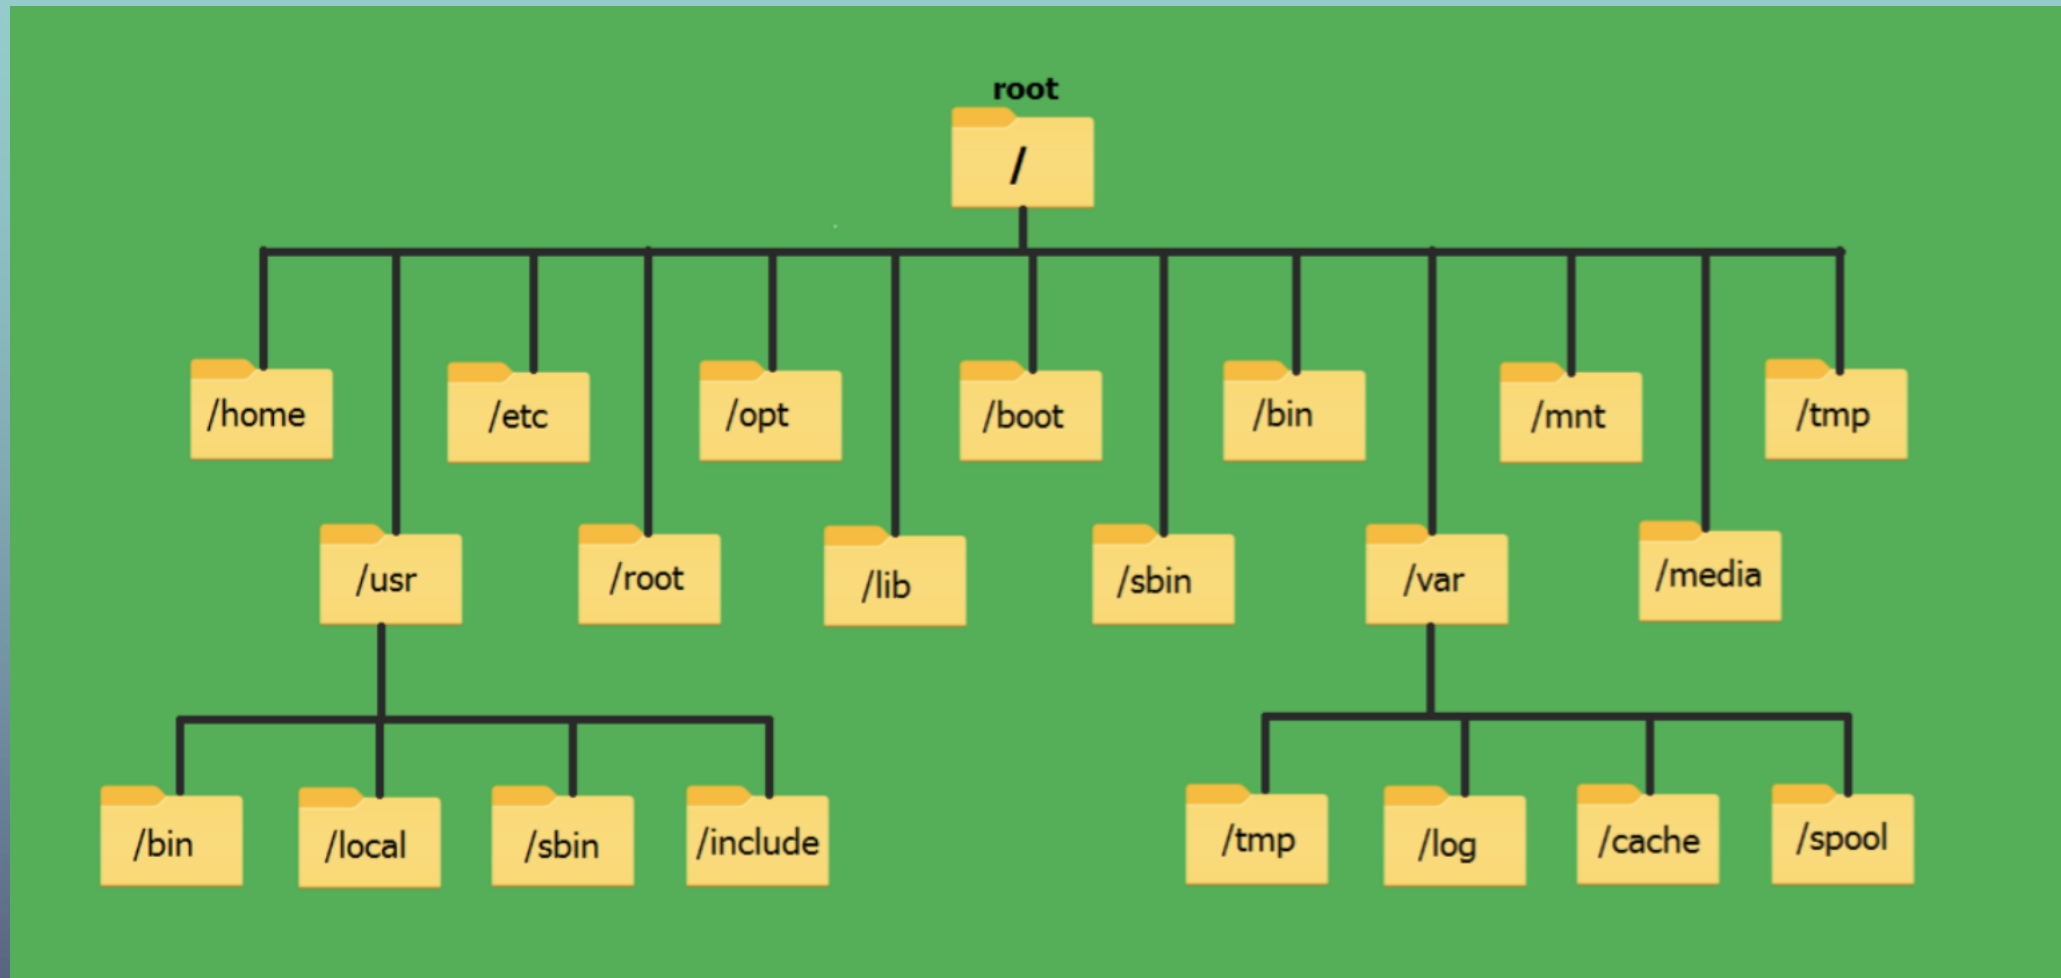 root
/
/home
/etc
/opt
/boot
/bin
/mnt
/tmp
/usr
/root
/lib
/sbin
/var
/media
/bin
/local
/sbin
/include
/tmp
/log
/cache
/spool